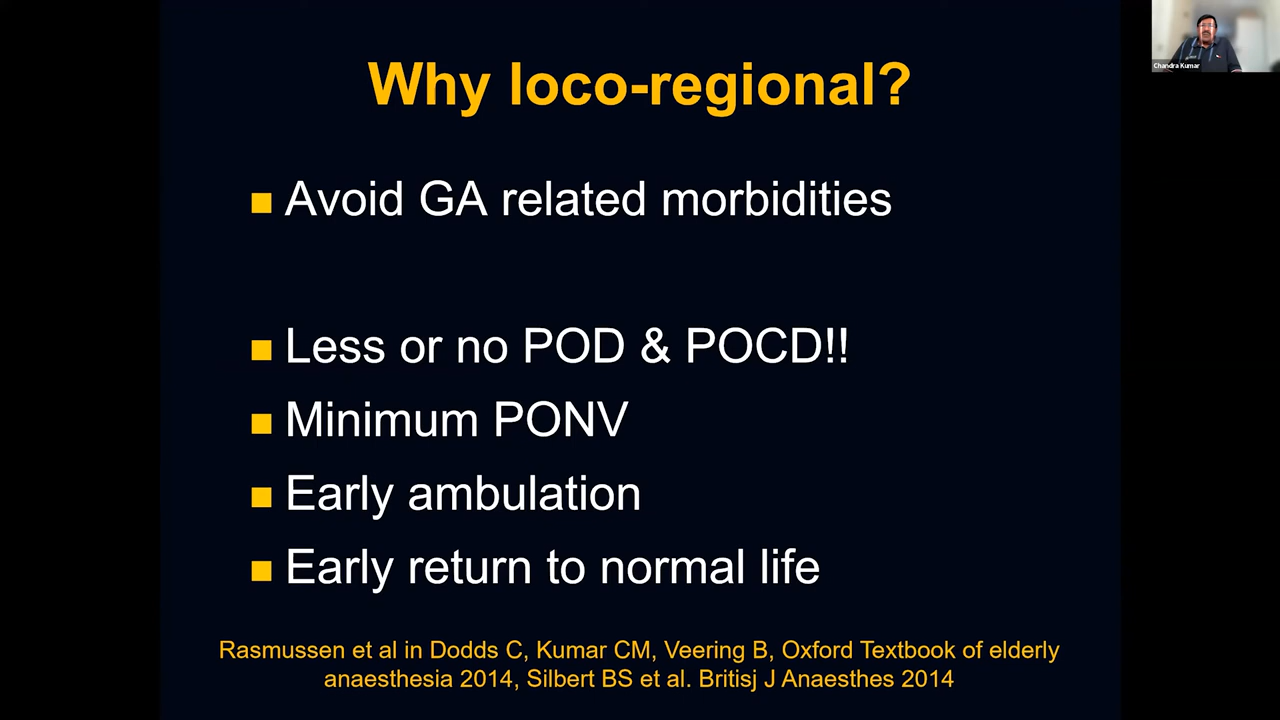 Why loco-regional?
Avoid GA related morbidities
Less or no POD & POCD!!
Minimum PONV
Early ambulation
Early return to normal life
Rasmussen et al in Dodds C, Kumar CM, Veering B, Oxford Textbook of elderly
anaesthesia 2014, Silbert BS et al. Britisj J Anaesthes 2014
Chandra Kumar